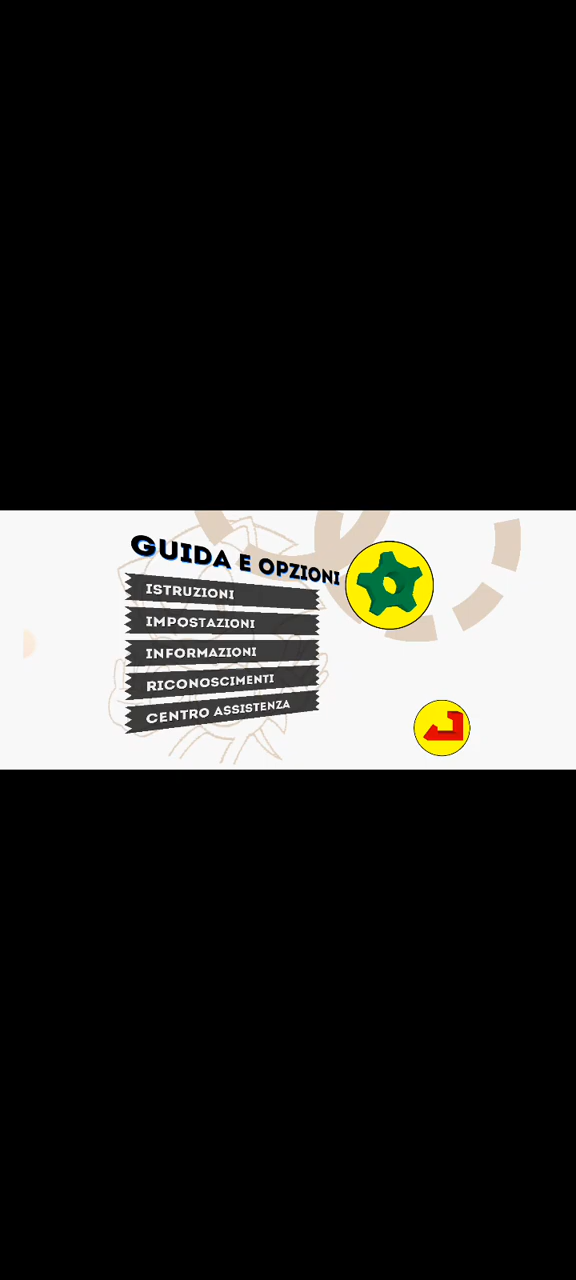 GUIDA E OPZIONI
ISTRUZIONI
IMPOSTAZIONI
INFORMAZIONI
RICONOSCIMENTI
CENTRO ASSISTENZA